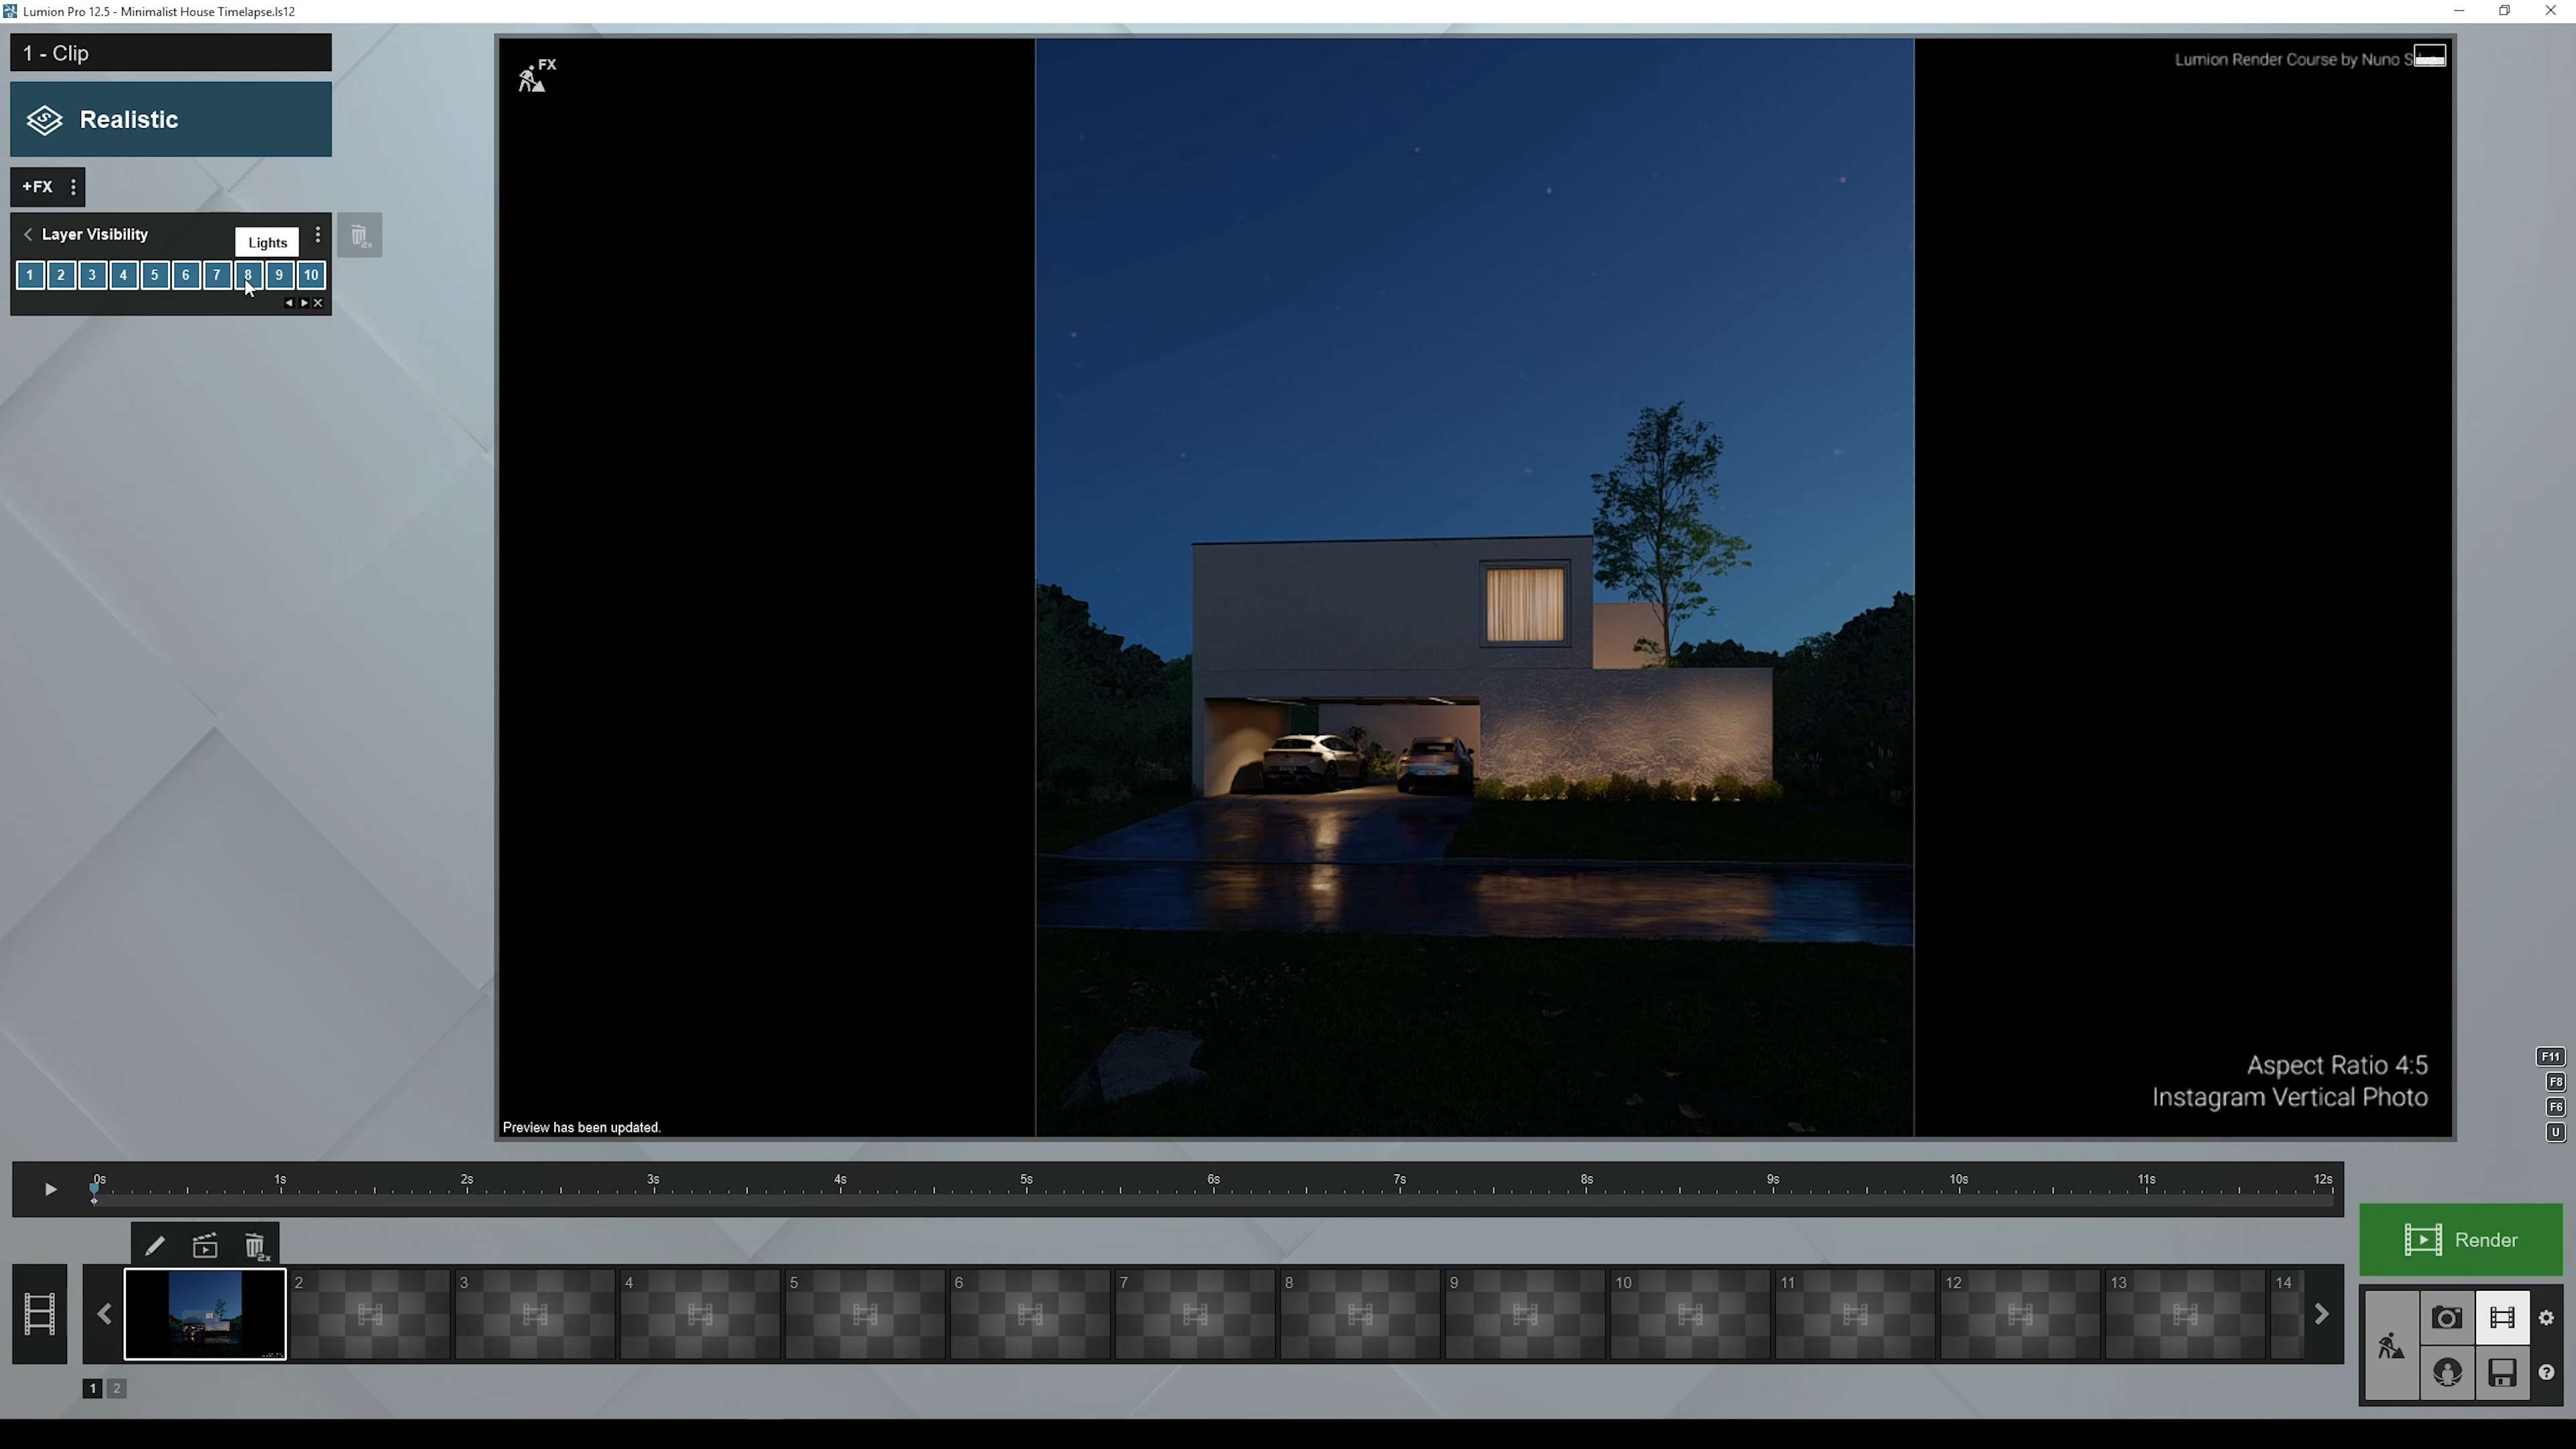 Lumion Pro 12.5 - Minimalist House Timelapse.ls12
1 - Clip
Realistic
+FX
Layer Visibility
Lights
2x
1 2 3 4 5 6 7 8 9 10
FX
Lumion Render Course by Nuno
Aspect Ratio 4:5
Instagram Vertical Photo
Preview has been updated.
F11
F8
F6
U
0s 1s 2s 3s 4s 5s 6s 7s 8s 9s 10s 11s 12s
2x
Render
2 3 4 5 6 7 8 9 10 11 12 13 14
1 2